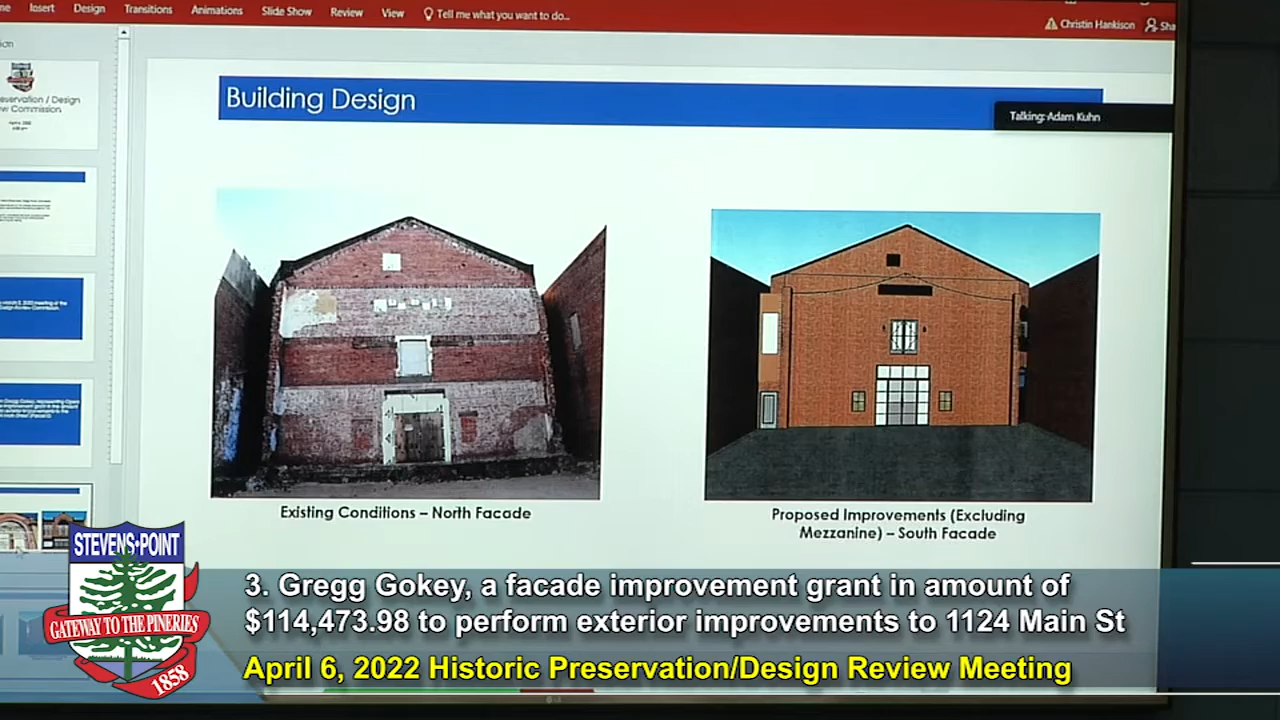 Insert Design Transitions Animations Slide Show Review View Tell me what you want to do...
Christin Hankison
Building Design
Talking: Adam Kuhn
Existing Conditions – North Facade
Proposed Improvements (Excluding
Mezzanine) – South Facade
STEVENS•POINT
GATEWAY TO THE PINERIES
1858
3. Gregg Gokey, a facade improvement grant in amount of
$114,473.98 to perform exterior improvements to 1124 Main St
April 6, 2022 Historic Preservation/Design Review Meeting